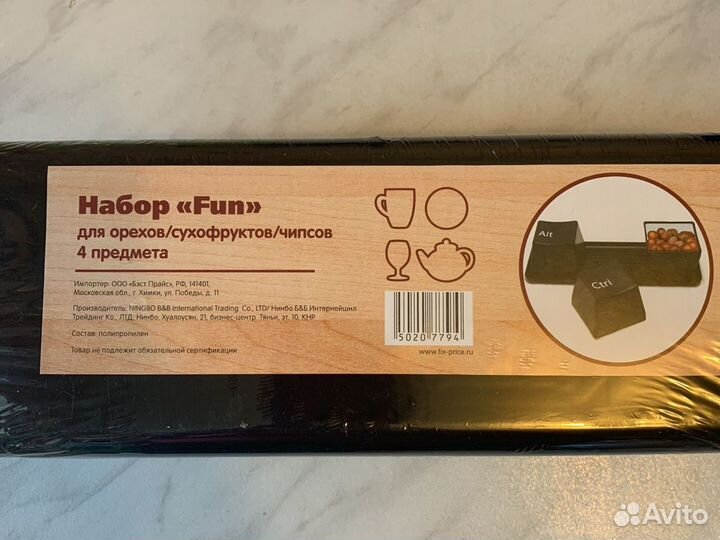 Набор «Fun»
для орехов/сухофруктов/чипсов
4 предмета
Импортер: ООО «Бэст Прайс», РФ, 141401,
Московская обл., г. Химки, ул. Победы, д. 11
Производитель: NINGBO B&B International Trading Co., LTD/ Нинбо Б&Б Интернейшнл
Трейдинг Ко., ЛТД, Нинбо, Хуалоусян, 21, бизнес-центр Тяньи, эт. 10, КНР
Состав: полипропилен
Товар не подлежит обязательной сертификации
5020 7794
www.fix-price.ru
Alt
Ctrl
Avito